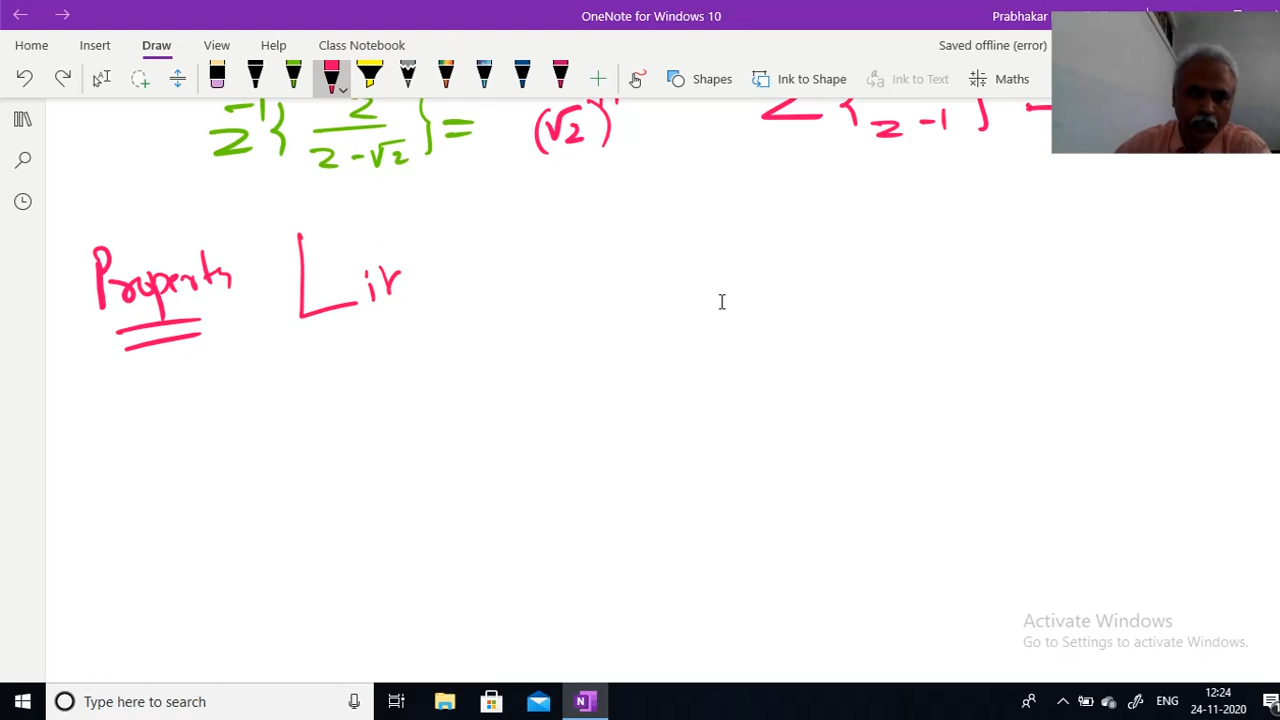 OneNote for Windows 10
Prabhakar
Home Insert Draw View Help Class Notebook
Saved offline (error)
Shapes Ink to Shape Ink to Text Maths
z⁻¹{ z / z-√2 } = (√2)
z -1
Property Lin
Activate Windows
Go to Settings to activate Windows.
Type here to search
ENG
12:24
24-11-2020